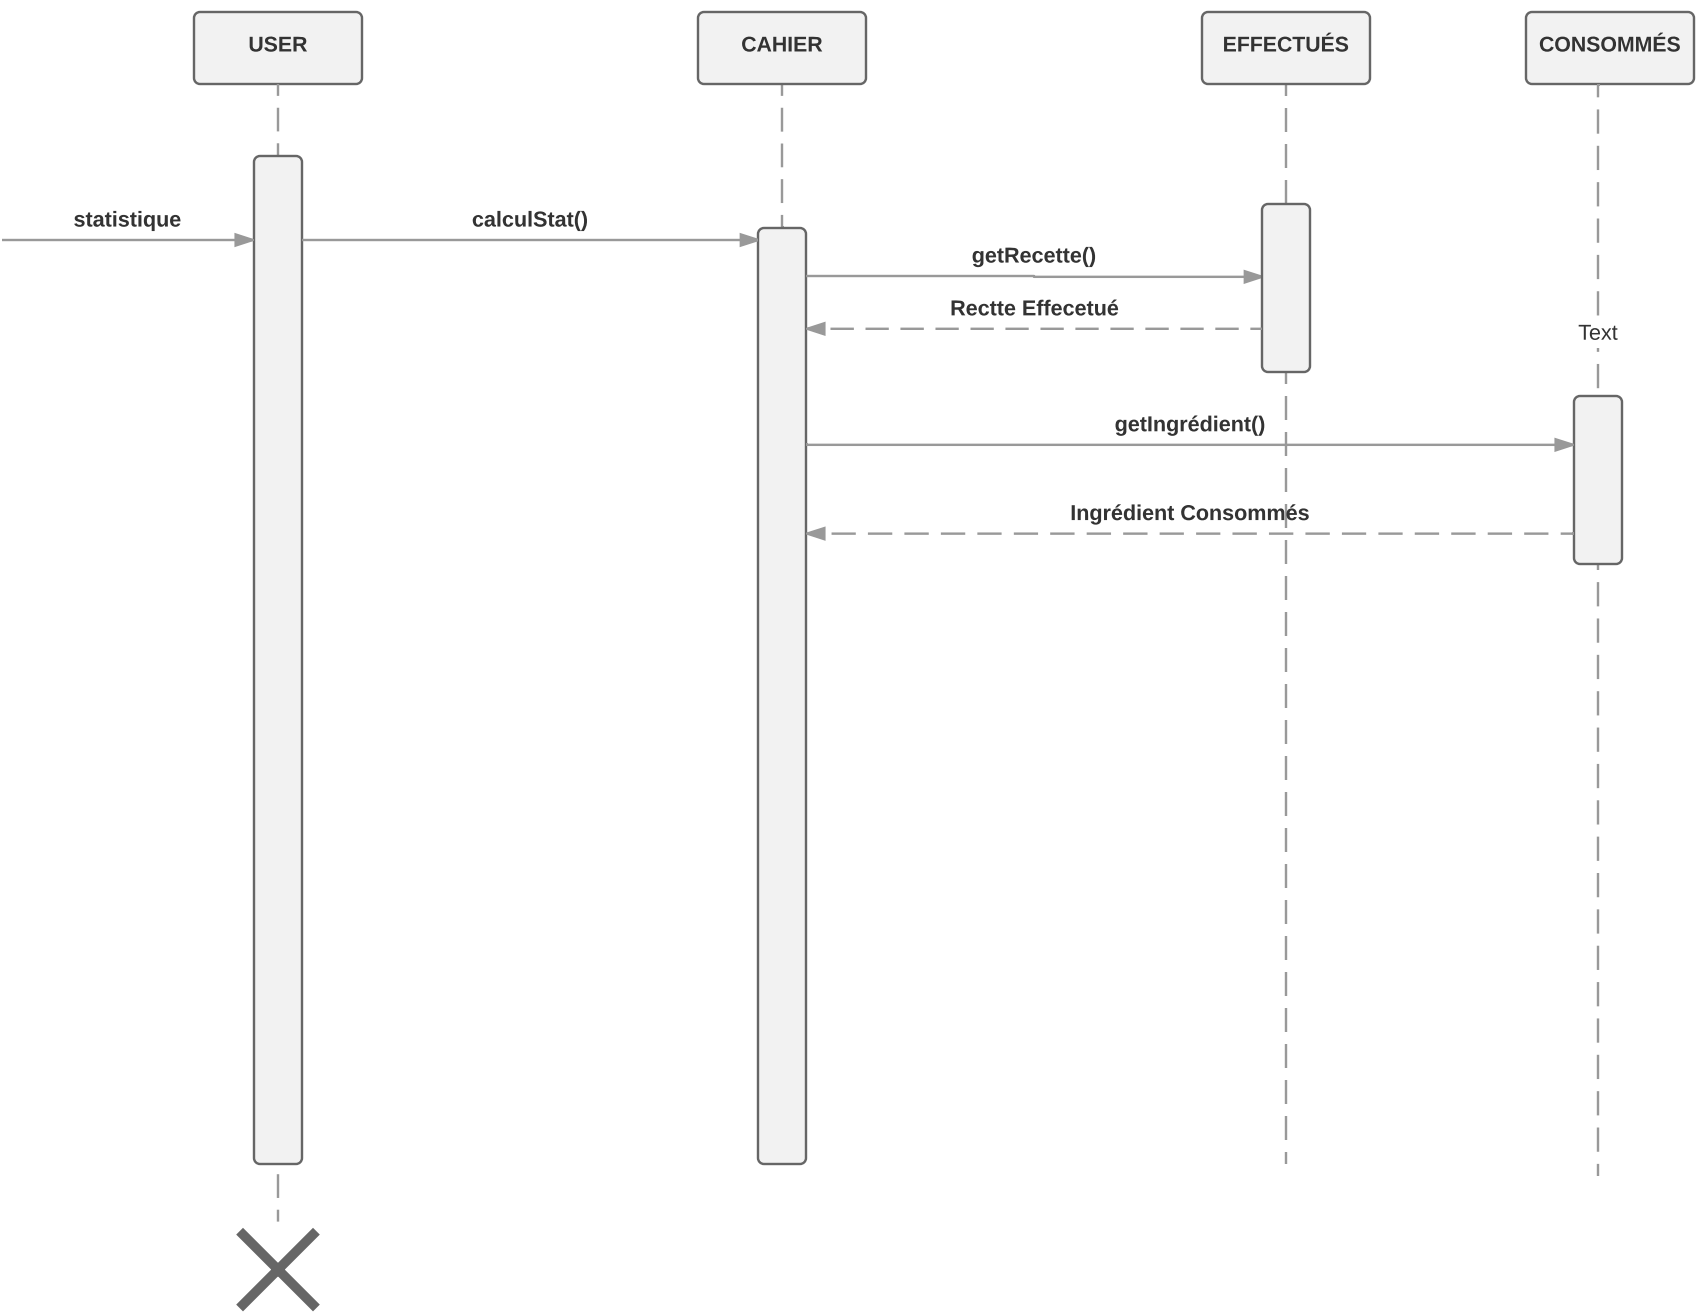 USER
CAHIER
EFFECTUÉS
CONSOMMÉS
statistique
calculStat()
getRecette()
Rectte Effecetué
Text
getIngrédient()
Ingrédient Consommés